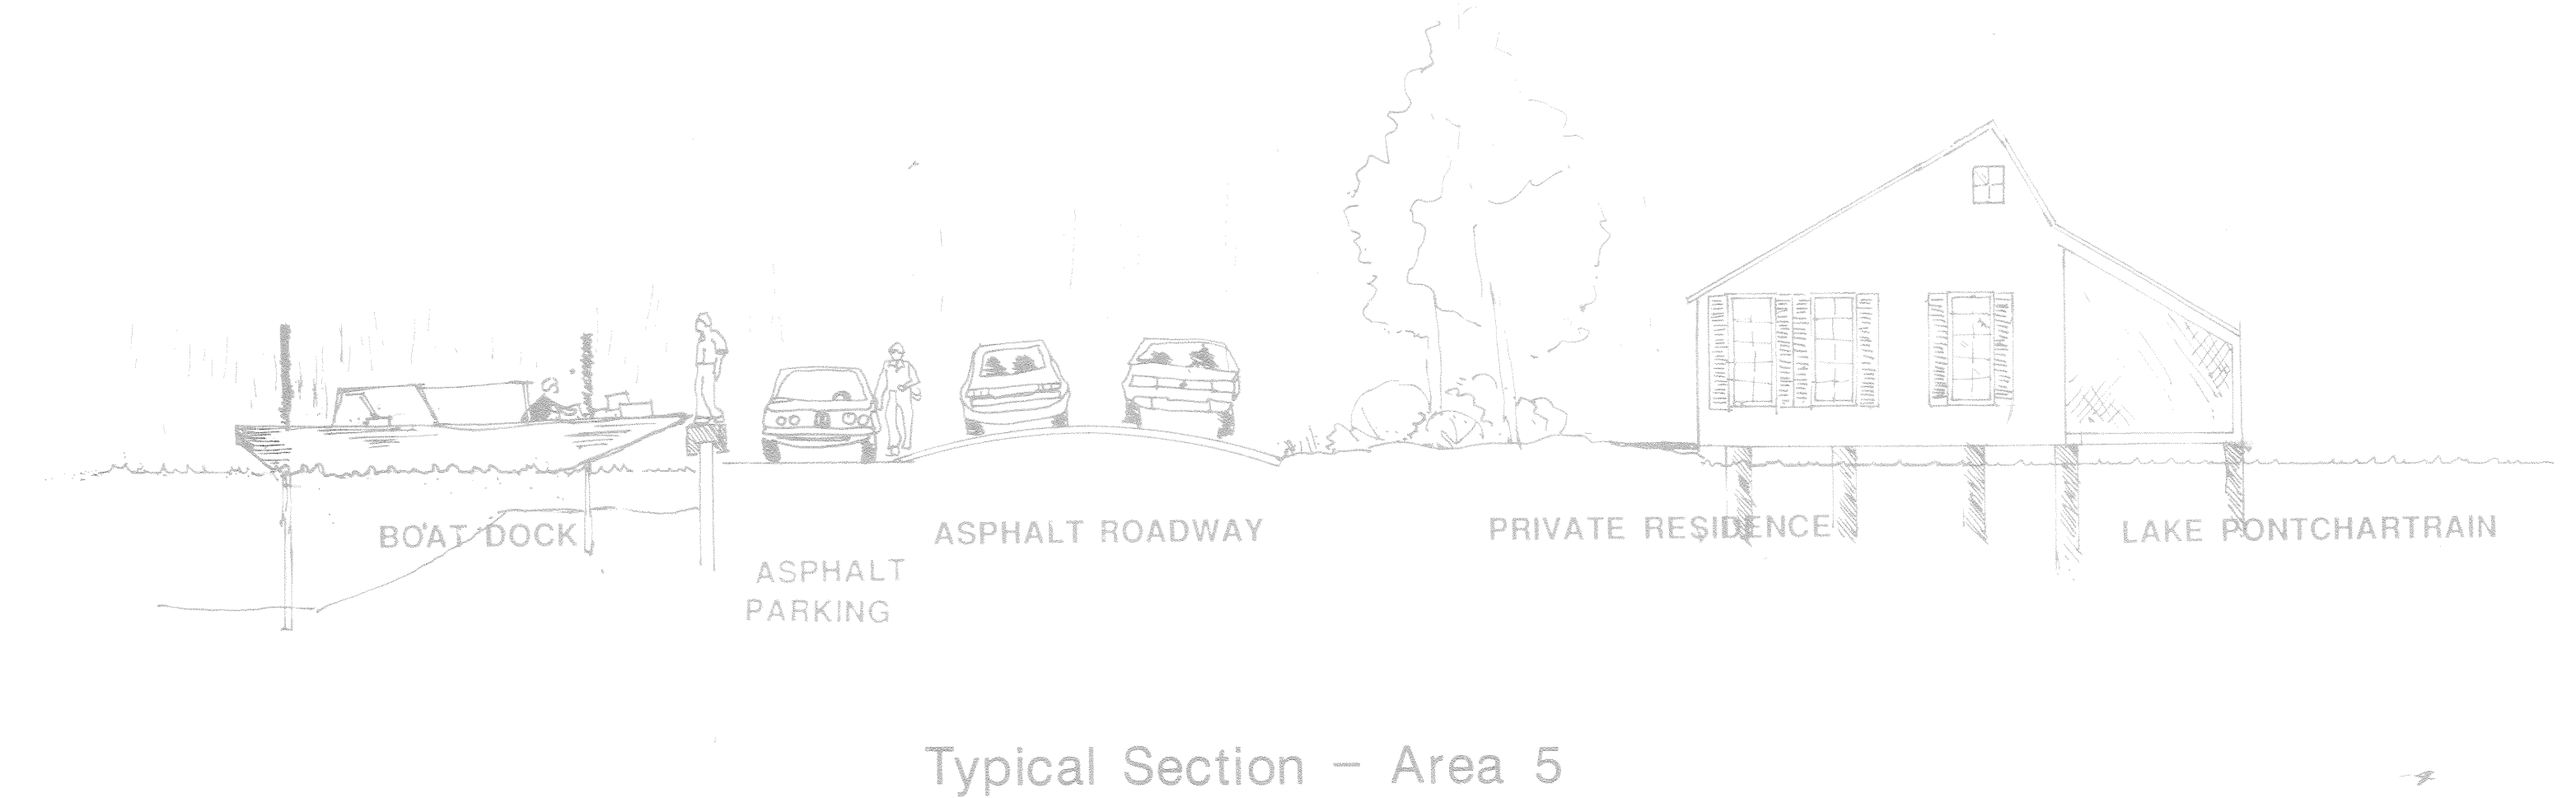 BOAT DOCK
ASPHALT
PARKING
ASPHALT ROADWAY
PRIVATE RESIDENCE
LAKE PONTCHARTRAIN
Typical Section – Area 5